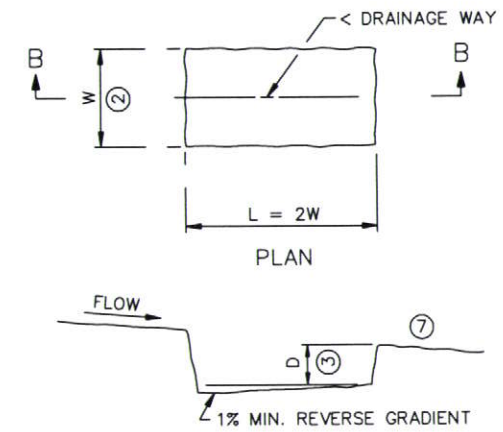 < DRAINAGE WAY
B
B
W ②
L = 2W
PLAN
FLOW
⑦
D ③
1% MIN. REVERSE GRADIENT